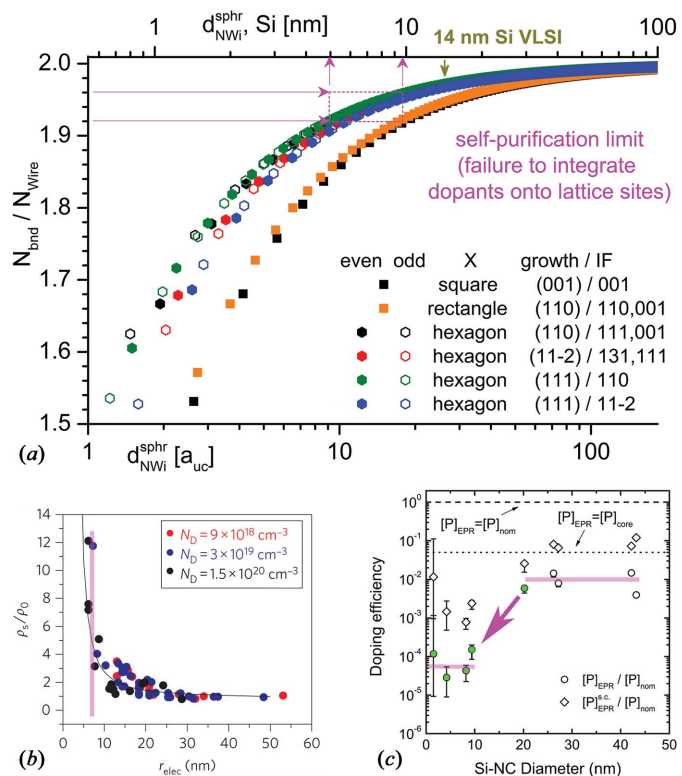 d_NWi^sphr, Si [nm]
1 10 100
14 nm Si VLSI
2.0
1.9
1.8
1.7
1.6
1.5
N_bnd / N_Wire
self-purification limit
(failure to integrate
dopants onto lattice sites)
even odd X growth / IF
square (001) / 001
rectangle (110) / 110,001
hexagon (110) / 111,001
hexagon (11-2) / 131,111
hexagon (111) / 110
hexagon (111) / 11-2
1 10 100
(a) d_NWi^sphr [a_uc]
14
12
10
8
6
4
2
0
ρ_s/ρ_0
N_D = 9 × 10^18 cm^−3
N_D = 3 × 10^19 cm^−3
N_D = 1.5 × 10^20 cm^−3
0 10 20 30 40 50 60
(b) r_elec (nm)
10^0
10^-1
10^-2
10^-3
10^-4
10^-5
10^-6
Doping efficiency
[P]_EPR=[P]_nom
[P]_EPR=[P]_core
[P]_EPR / [P]_nom
[P]_EPR^s.c. / [P]_nom
0 10 20 30 40 50
(c) Si-NC Diameter (nm)